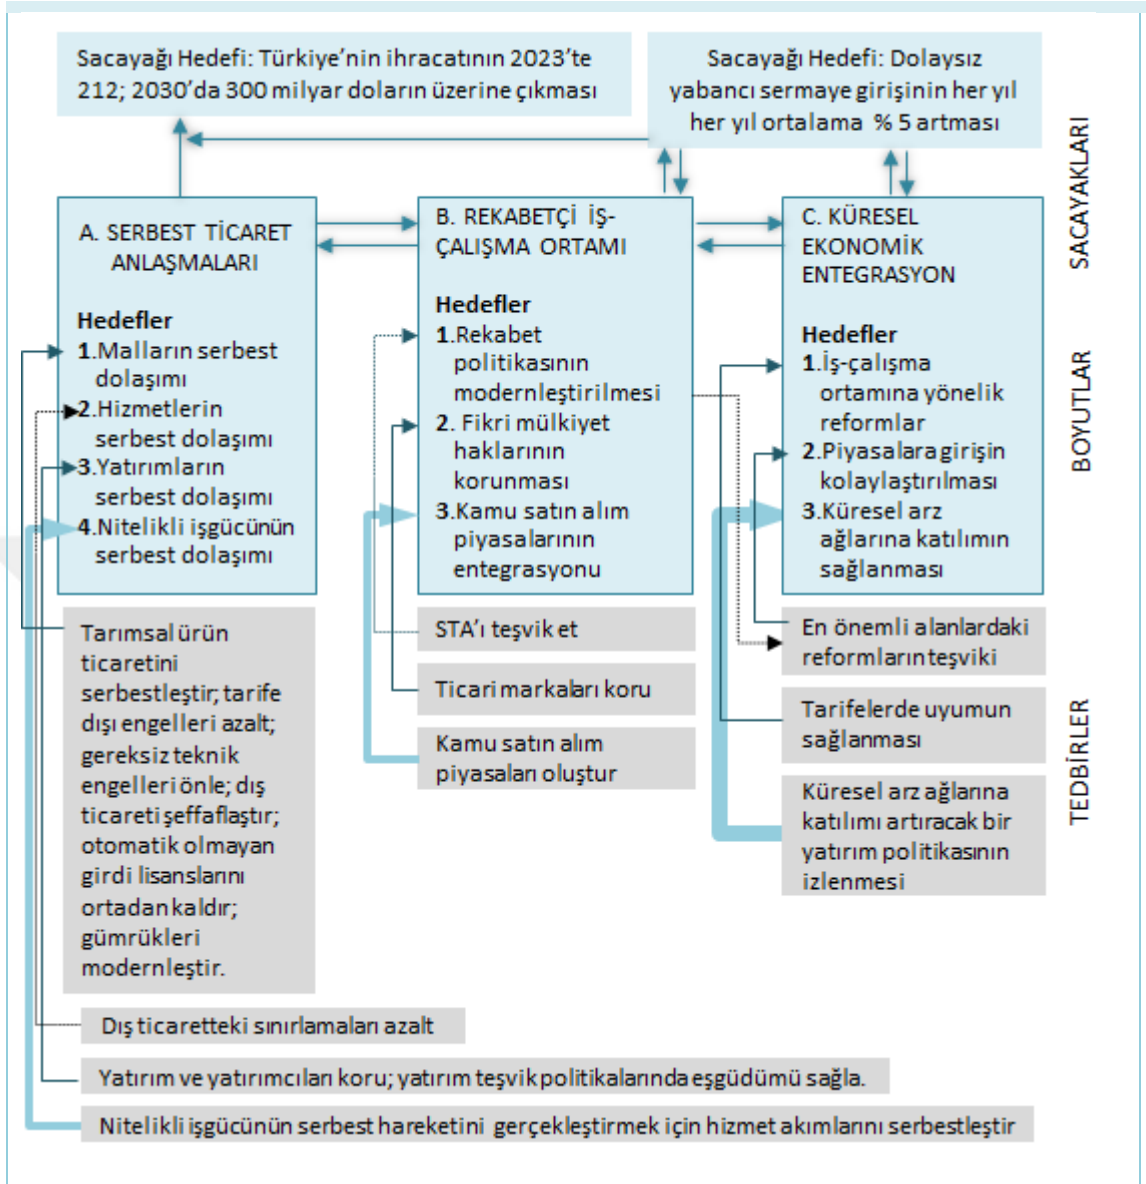 Sacayağı Hedefi: Türkiye’nin ihracatının 2023’te
212; 2030’da 300 milyar doların üzerine çıkması
Sacayağı Hedefi: Dolaysız
yabancı sermaye girişinin her yıl
her yıl ortalama % 5 artması
SACAYAKLARI
A. SERBEST TİCARET
ANLAŞMALARI
Hedefler
1.Malların serbest
dolaşımı
2.Hizmetlerin
serbest dolaşımı
3.Yatırımların
serbest dolaşımı
4.Nitelikli işgücünün
serbest dolaşımı
B. REKABETÇİ İŞ-
ÇALIŞMA ORTAMI
Hedefler
1.Rekabet
politikasının
modernleştirilmesi
2. Fikri mülkiyet
haklarının
korunması
3.Kamu satın alım
piyasalarının
entegrasyonu
C. KÜRESEL
EKONOMİK
ENTEGRASYON
Hedefler
1.İş-çalışma
ortamına yönelik
reformlar
2.Piyasalara girişin
kolaylaştırılması
3.Küresel arz
ağlarına katılımın
sağlanması
BOYUTLAR
Tarımsal ürün
ticaretini
serbestleştir; tarife
dışı engelleri azalt;
gereksiz teknik
engelleri önle; dış
ticareti şeffaflaştır;
otomatik olmayan
girdi lisanslarını
ortadan kaldır;
gümrükleri
modernleştir.
STA’ı teşvik et
Ticari markaları koru
Kamu satın alım
piyasaları oluştur
En önemli alanlardaki
reformların teşviki
Tarifelerde uyumun
sağlanması
Küresel arz ağlarına
katılımı artıracak bir
yatırım politikasının
izlenmesi
TEDBİRLER
Dış ticaretteki sınırlamaları azalt
Yatırım ve yatırımcıları koru; yatırım teşvik politikalarında eşgüdümü sağla.
Nitelikli işgücünün serbest hareketini gerçekleştirmek için hizmet akımlarını serbestleştir